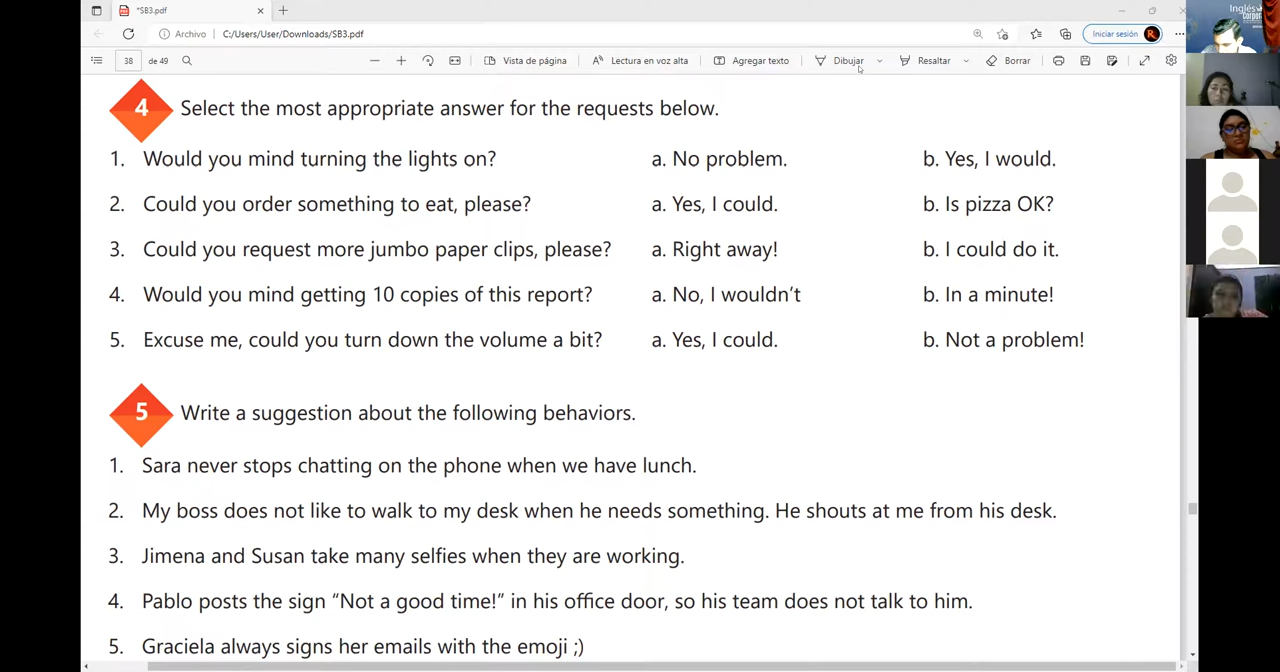 *SB3.pdf
Archivo C:/Users/User/Downloads/SB3.pdf Iniciar sesión R
38 de 49 Vista de página Lectura en voz alta Agregar texto Dibujar Resaltar Borrar
Inglés
Corpor
4 Select the most appropriate answer for the requests below.
1. Would you mind turning the lights on? a. No problem. b. Yes, I would.
2. Could you order something to eat, please? a. Yes, I could. b. Is pizza OK?
3. Could you request more jumbo paper clips, please? a. Right away! b. I could do it.
4. Would you mind getting 10 copies of this report? a. No, I wouldn't b. In a minute!
5. Excuse me, could you turn down the volume a bit? a. Yes, I could. b. Not a problem!
5 Write a suggestion about the following behaviors.
1. Sara never stops chatting on the phone when we have lunch.
2. My boss does not like to walk to my desk when he needs something. He shouts at me from his desk.
3. Jimena and Susan take many selfies when they are working.
4. Pablo posts the sign “Not a good time!” in his office door, so his team does not talk to him.
5. Graciela always signs her emails with the emoji ;)